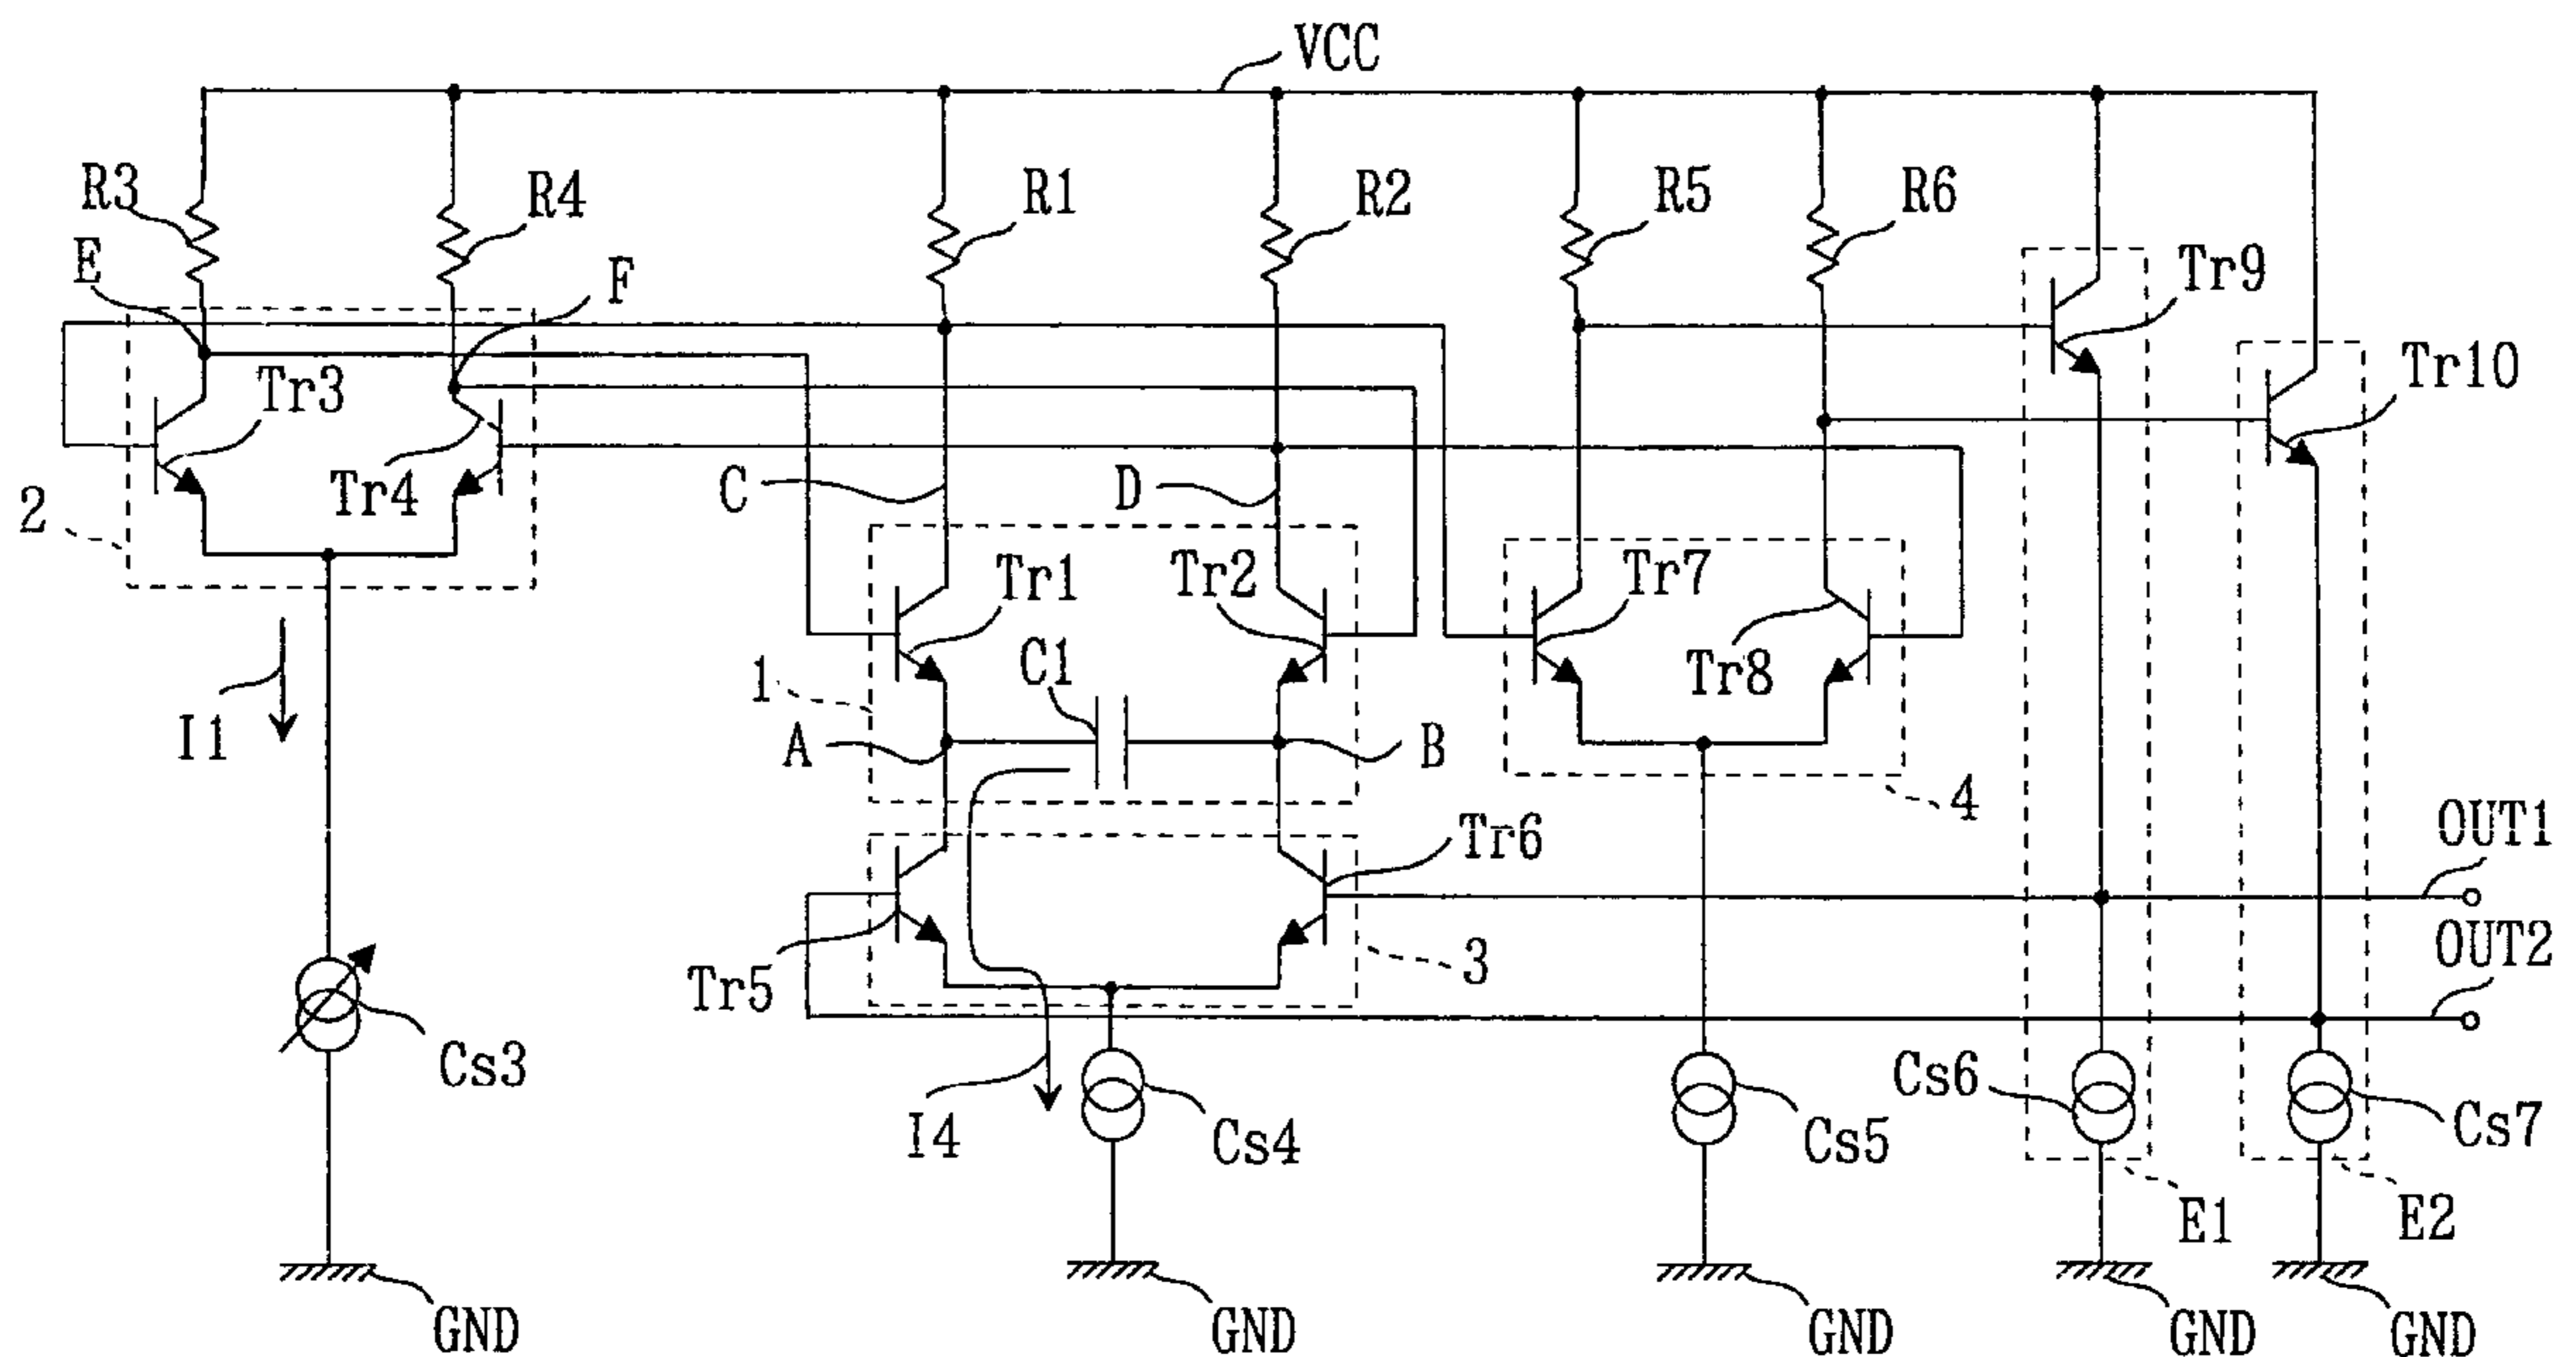 VCC
R3
R4
R1
R2
R5
R6
E
F
Tr9
Tr3
Tr10
Tr4
C
D
2
Tr1
Tr2
Tr7
1
C1
Tr8
I1
A
B
4
OUT1
Tr6
OUT2
Tr5
3
Cs3
Cs6
I4
Cs4
Cs5
Cs7
E1
E2
GND
GND
GND
GND
GND